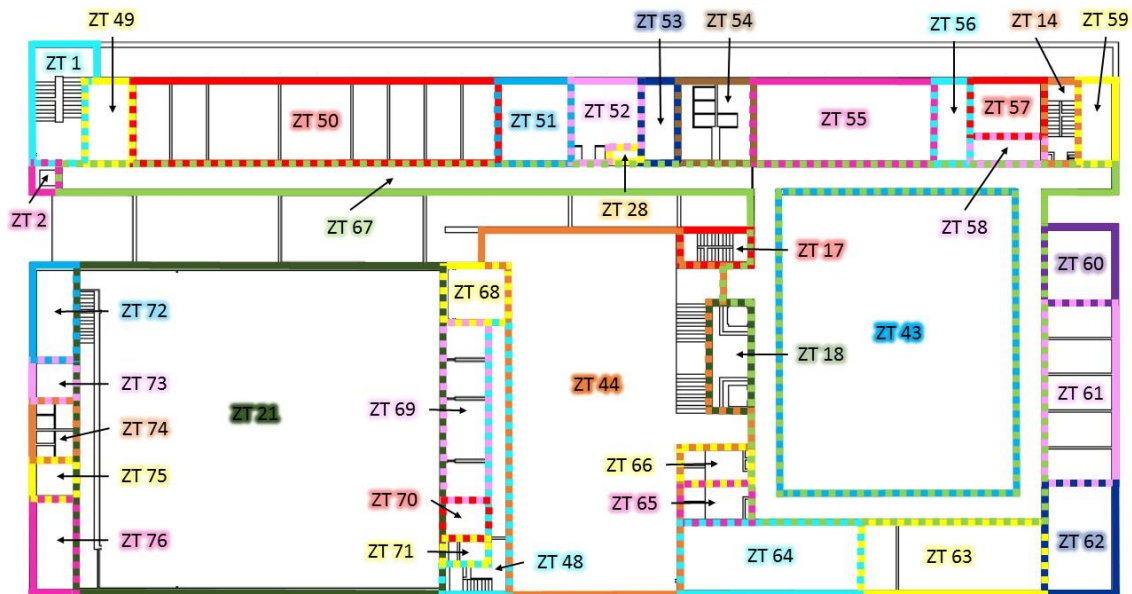 ZT 49
ZT 53
ZT 54
ZT 56
ZT 14
ZT 59
ZT 1
ZT 50
ZT 51
ZT 52
ZT 55
ZT 57
ZT 2
ZT 67
ZT 28
ZT 58
ZT 17
ZT 60
ZT 68
ZT 72
ZT 43
ZT 18
ZT 73
ZT 44
ZT 61
ZT 69
ZT 21
ZT 74
ZT 66
ZT 75
ZT 70
ZT 65
ZT 76
ZT 71
ZT 48
ZT 64
ZT 63
ZT 62